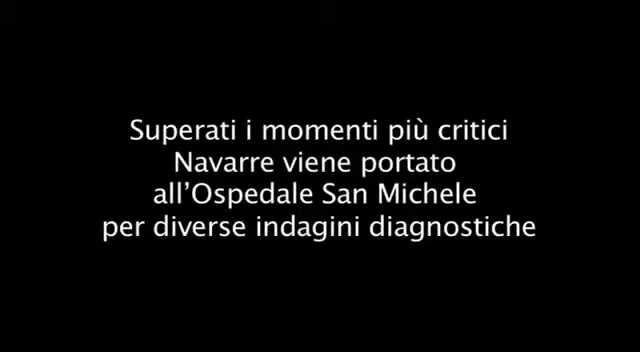 Superati i momenti più critici
Navarre viene portato
all’Ospedale San Michele
per diverse indagini diagnostiche